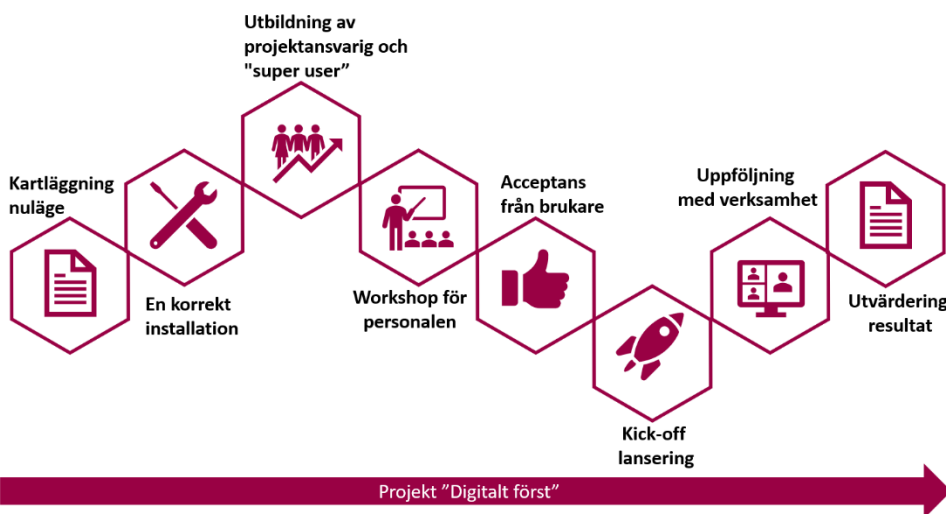 Kartläggning
nuläge
En korrekt
installation
Utbildning av
projektansvarig och
"super user”
Workshop för
personalen
Acceptans
från brukare
Kick-off
lansering
Uppföljning
med verksamhet
Utvärdering
resultat
Projekt ”Digitalt först”